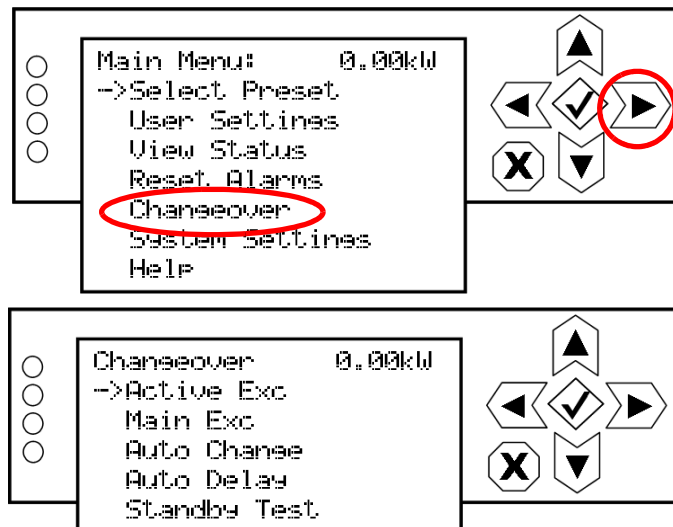 Main Menu: 0.00kW
->Select Preset
User Settings
View Status
Reset Alarms
Changeover
System Settings
Help
X
Changeover 0.00kW
->Active Exc
Main Exc
Auto Change
Auto Delay
Standby Test
X